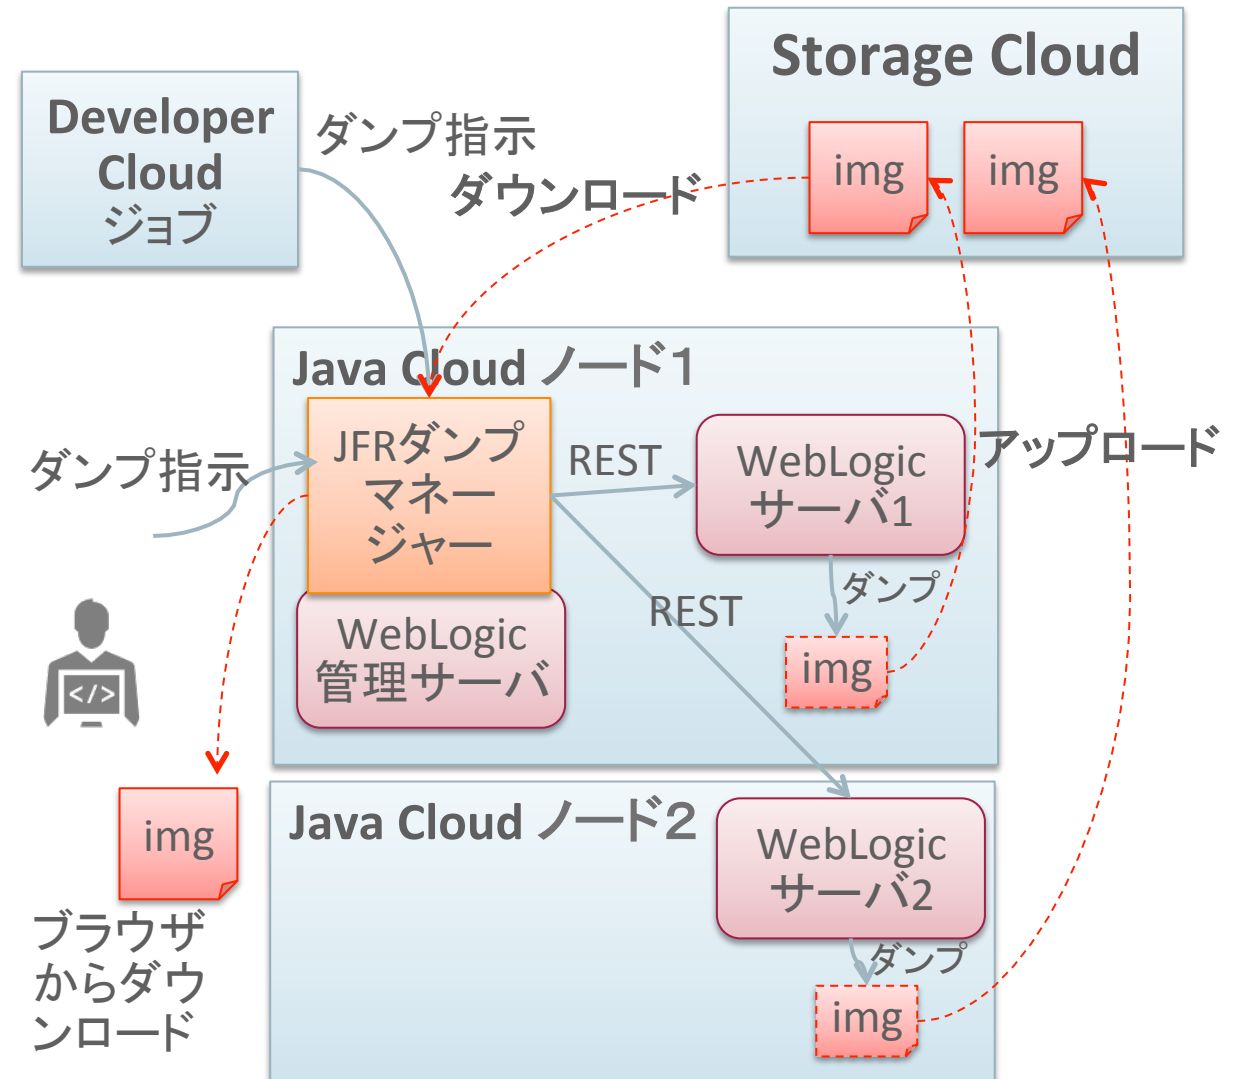 Storage Cloud
img
img
Developer
Cloud
ジョブ
ダンプ指示
ダウンロード
Java Cloud ノード１
JFRダンプ
マネー
ジャー
ダンプ指示
REST
WebLogic
サーバ1
アップロード
ダンプ
REST
img
WebLogic
管理サーバ
</>
img
ブラウザ
からダウ
ンロード
Java Cloud ノード２
WebLogic
サーバ2
ダンプ
img